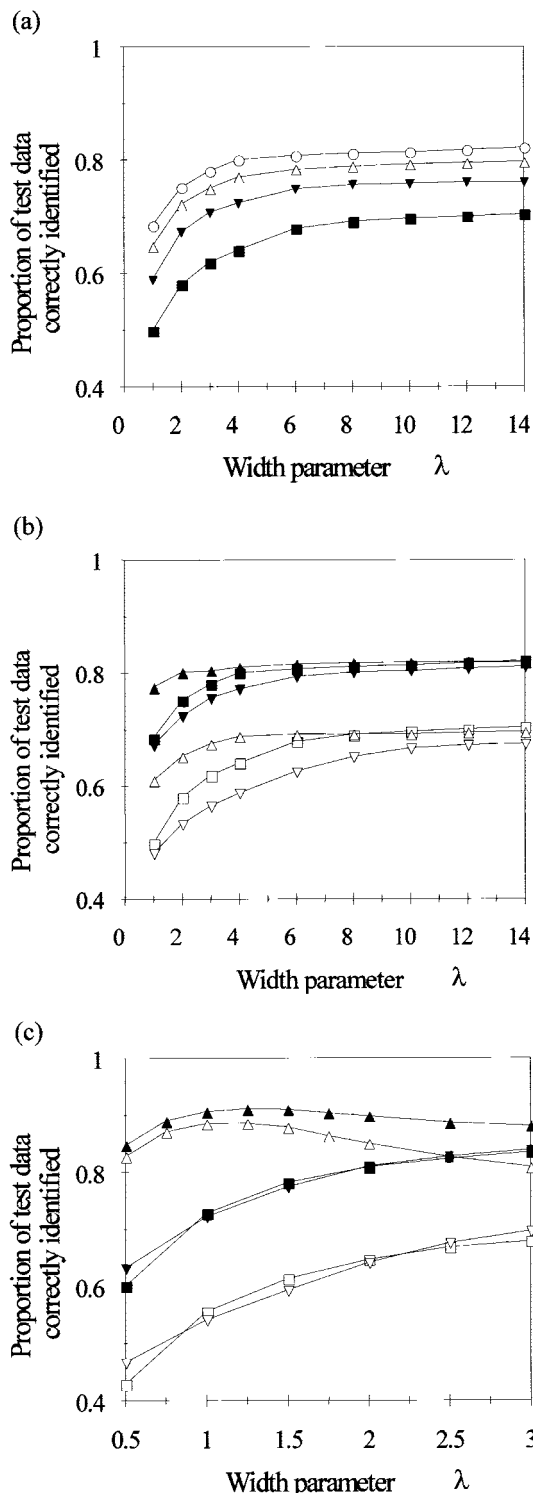 (a)
1
0.8
0.6
0.4
Proportion of test data
correctly identified
0 2 4 6 8 10 12 14
Width parameter λ
(b)
1
0.8
0.6
0.4
Proportion of test data
correctly identified
0 2 4 6 8 10 12 14
Width parameter λ
(c)
1
0.8
0.6
0.4
Proportion of test data
correctly identified
0.5 1 1.5 2 2.5 3
Width parameter λ